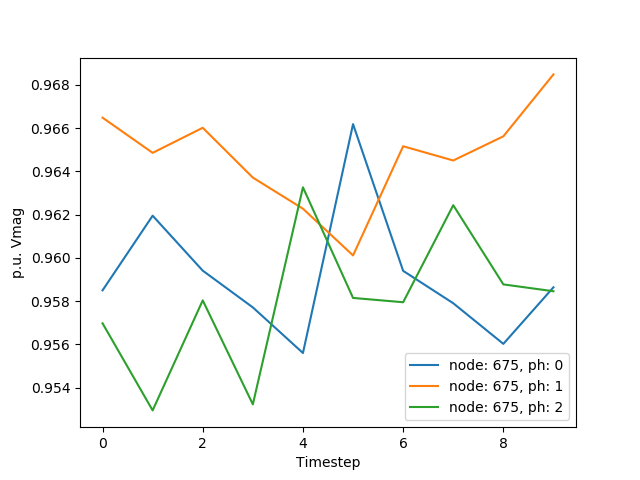 0.968
0.966
0.964
0.962
0.960
0.958
0.956
0.954
p.u. Vmag
0 2 4 6 8
Timestep
node: 675, ph: 0
node: 675, ph: 1
node: 675, ph: 2